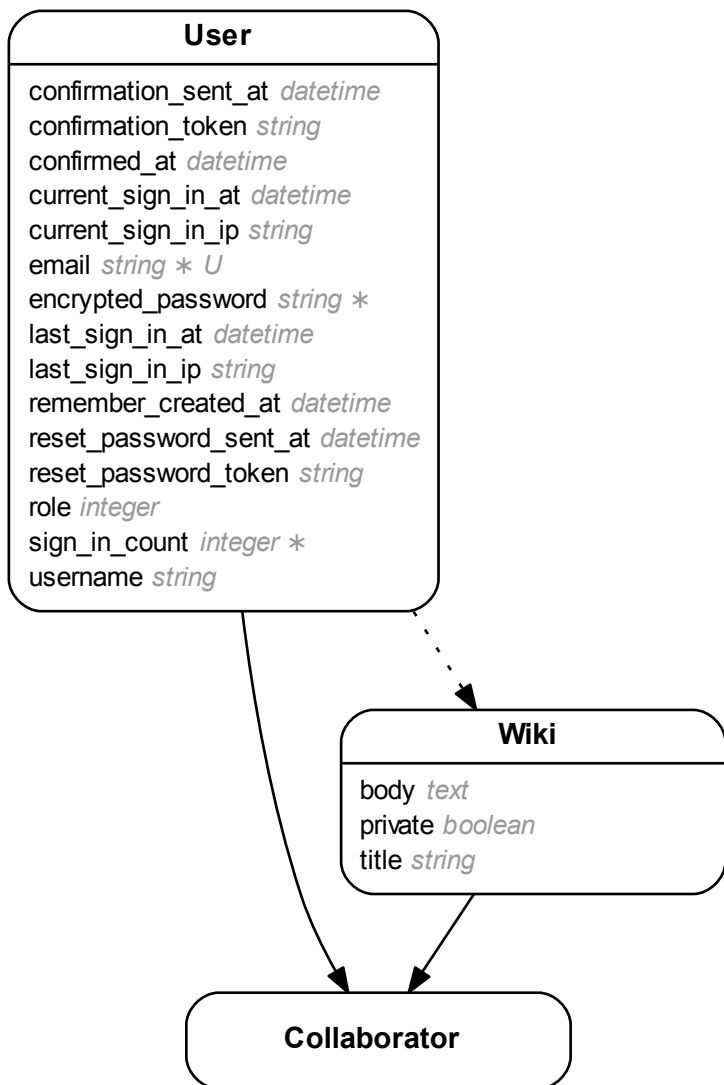 User
confirmation_sent_at datetime
confirmation_token string
confirmed_at datetime
current_sign_in_at datetime
current_sign_in_ip string
email string ∗ U
encrypted_password string ∗
last_sign_in_at datetime
last_sign_in_ip string
remember_created_at datetime
reset_password_sent_at datetime
reset_password_token string
role integer
sign_in_count integer ∗
username string
Wiki
body text
private boolean
title string
Collaborator